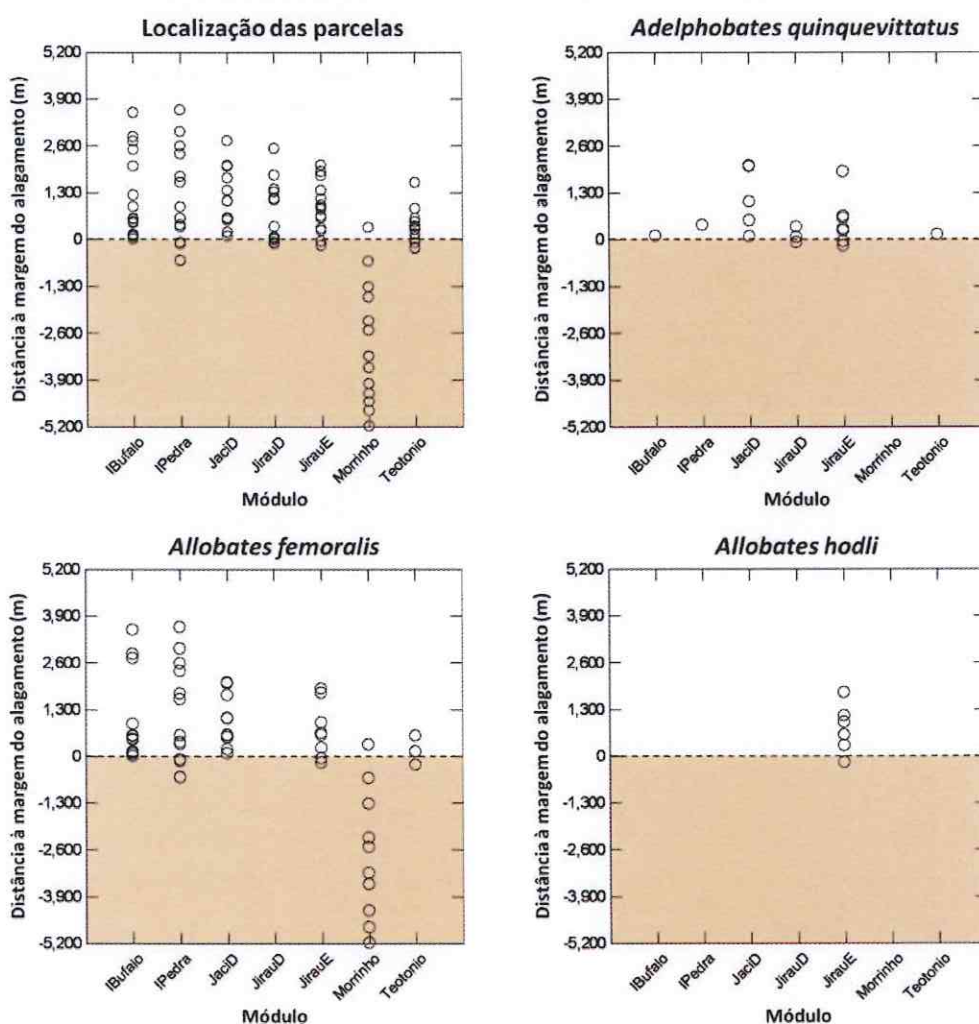 Localização das parcelas
Distância à margem do alagamento (m)
5,200
3,900
2,600
1,300
0
-1,300
-2,600
-3,900
-5,200
IBufalo
IPedra
JaciD
JirauD
JirauE
Morrinho
Teotonio
Módulo
Adelphobates quinquevittatus
Distância à margem do alagamento (m)
5,200
3,900
2,600
1,300
0
-1,300
-2,600
-3,900
-5,200
IBufalo
IPedra
JaciD
JirauD
JirauE
Morrinho
Teotonio
Módulo
Allobates femoralis
Distância à margem do alagamento (m)
5,200
3,900
2,600
1,300
0
-1,300
-2,600
-3,900
-5,200
IBufalo
IPedra
JaciD
JirauD
JirauE
Morrinho
Teotonio
Módulo
Allobates hodli
Distância à margem do alagamento (m)
5,200
3,900
2,600
1,300
0
-1,300
-2,600
-3,900
-5,200
IBufalo
IPedra
JaciD
JirauD
JirauE
Morrinho
Teotonio
Módulo